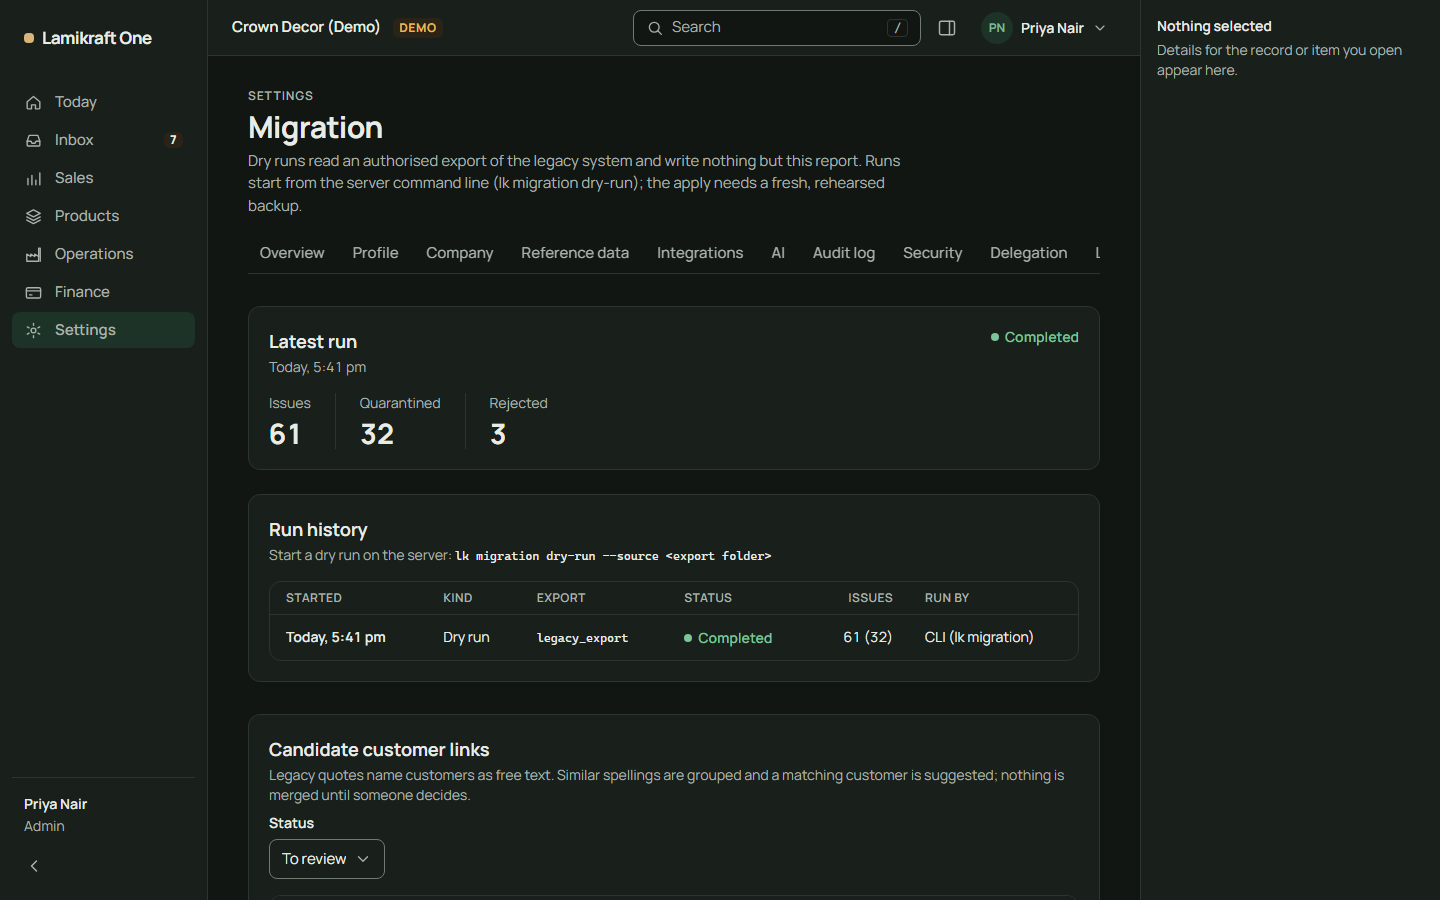 Lamikraft One
Today
Inbox 7
Sales
Products
Operations
Finance
Settings
Priya Nair
Admin
Crown Decor (Demo) DEMO
Search /
PN Priya Nair
SETTINGS
Migration
Dry runs read an authorised export of the legacy system and write nothing but this report. Runs
start from the server command line (lk migration dry-run); the apply needs a fresh, rehearsed
backup.
Overview Profile Company Reference data Integrations AI Audit log Security Delegation
Latest run
Completed
Today, 5:41 pm
Issues Quarantined Rejected
61 32 3
Run history
Start a dry run on the server: lk migration dry-run --source <export folder>
STARTED KIND EXPORT STATUS ISSUES RUN BY
Today, 5:41 pm Dry run legacy_export Completed 61 (32) CLI (lk migration)
Candidate customer links
Legacy quotes name customers as free text. Similar spellings are grouped and a matching customer is suggested; nothing is
merged until someone decides.
Status
To review
Nothing selected
Details for the record or item you open
appear here.